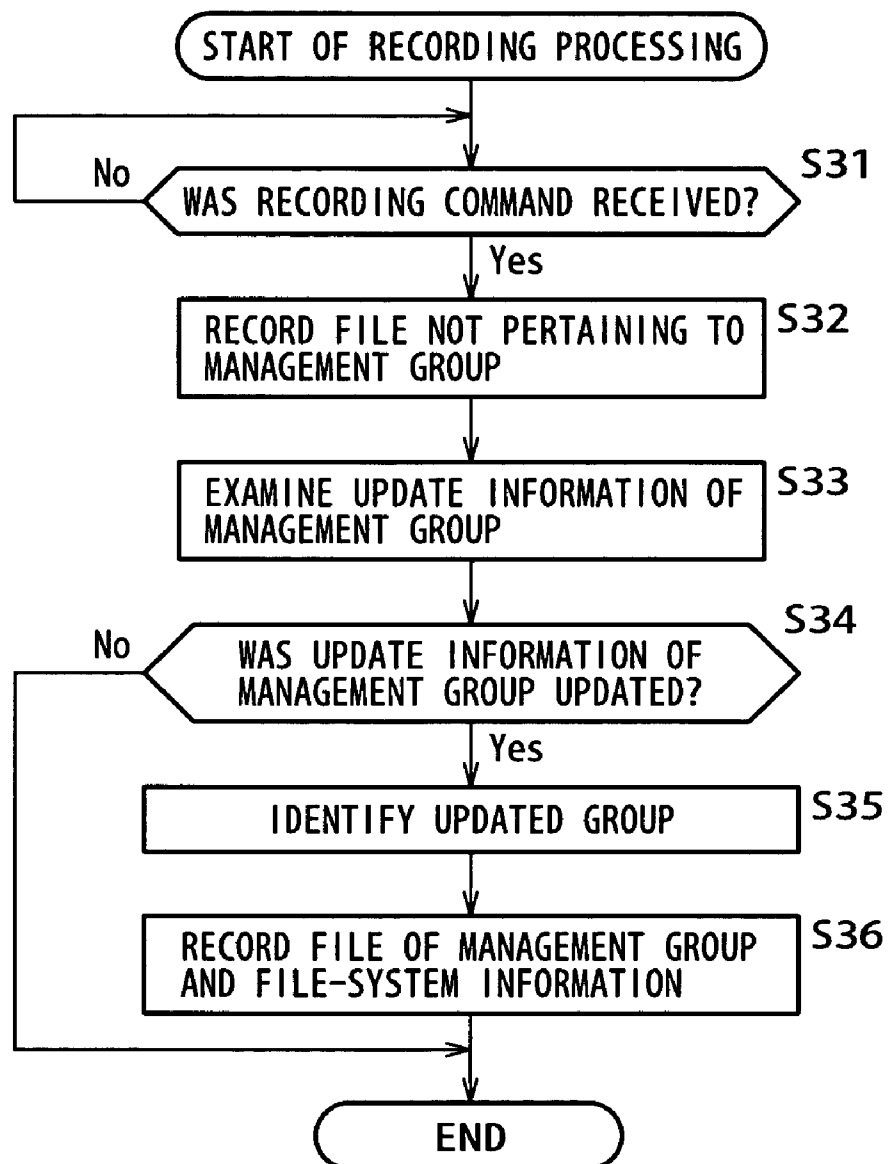 START OF RECORDING PROCESSING
No
WAS RECORDING COMMAND RECEIVED?
S31
Yes
RECORD FILE NOT PERTAINING TO
MANAGEMENT GROUP
S32
EXAMINE UPDATE INFORMATION OF
MANAGEMENT GROUP
S33
No
WAS UPDATE INFORMATION OF
MANAGEMENT GROUP UPDATED?
S34
Yes
IDENTIFY UPDATED GROUP
S35
RECORD FILE OF MANAGEMENT GROUP
AND FILE-SYSTEM INFORMATION
S36
END